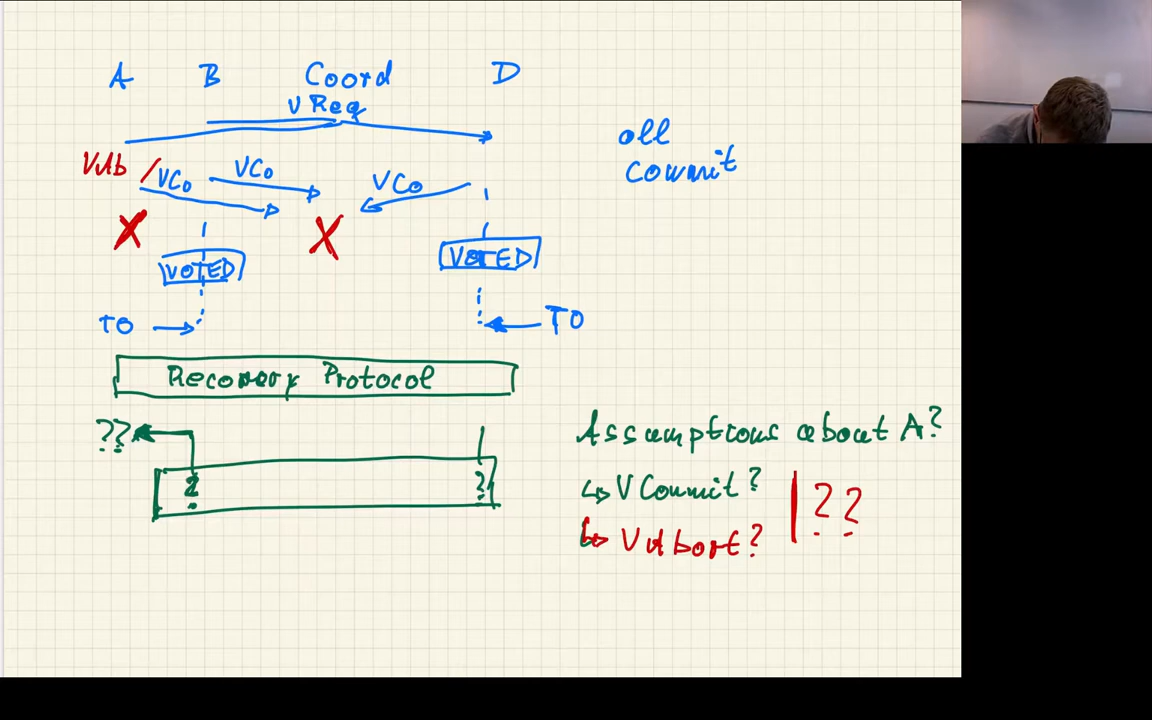 A B Coord D
VReq
all
commit
VAb / VCo VCo VCo
X X
VOTED VOTED
TO TO
Recovery Protocol
?? ? ?
Assumptions about A?
↳ VCommit?
↳ VAbort? | ??